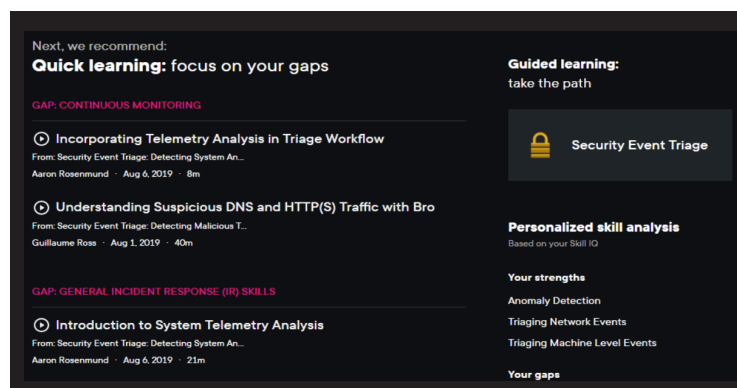 Next, we recommend:
Quick learning: focus on your gaps
GAP: CONTINUOUS MONITORING
Incorporating Telemetry Analysis in Triage Workflow
From: Security Event Triage: Detecting System An...
Aaron Rosenmund · Aug 6, 2019 · 8m
Understanding Suspicious DNS and HTTP(S) Traffic with Bro
From: Security Event Triage: Detecting Malicious T...
Guillaume Ross · Aug 1, 2019 · 40m
GAP: GENERAL INCIDENT RESPONSE (IR) SKILLS
Introduction to System Telemetry Analysis
From: Security Event Triage: Detecting System An...
Aaron Rosenmund · Aug 6, 2019 · 21m
Guided learning:
take the path
Security Event Triage
Personalized skill analysis
Based on your Skill IQ
Your strengths
Anomaly Detection
Triaging Network Events
Triaging Machine Level Events
Your gaps